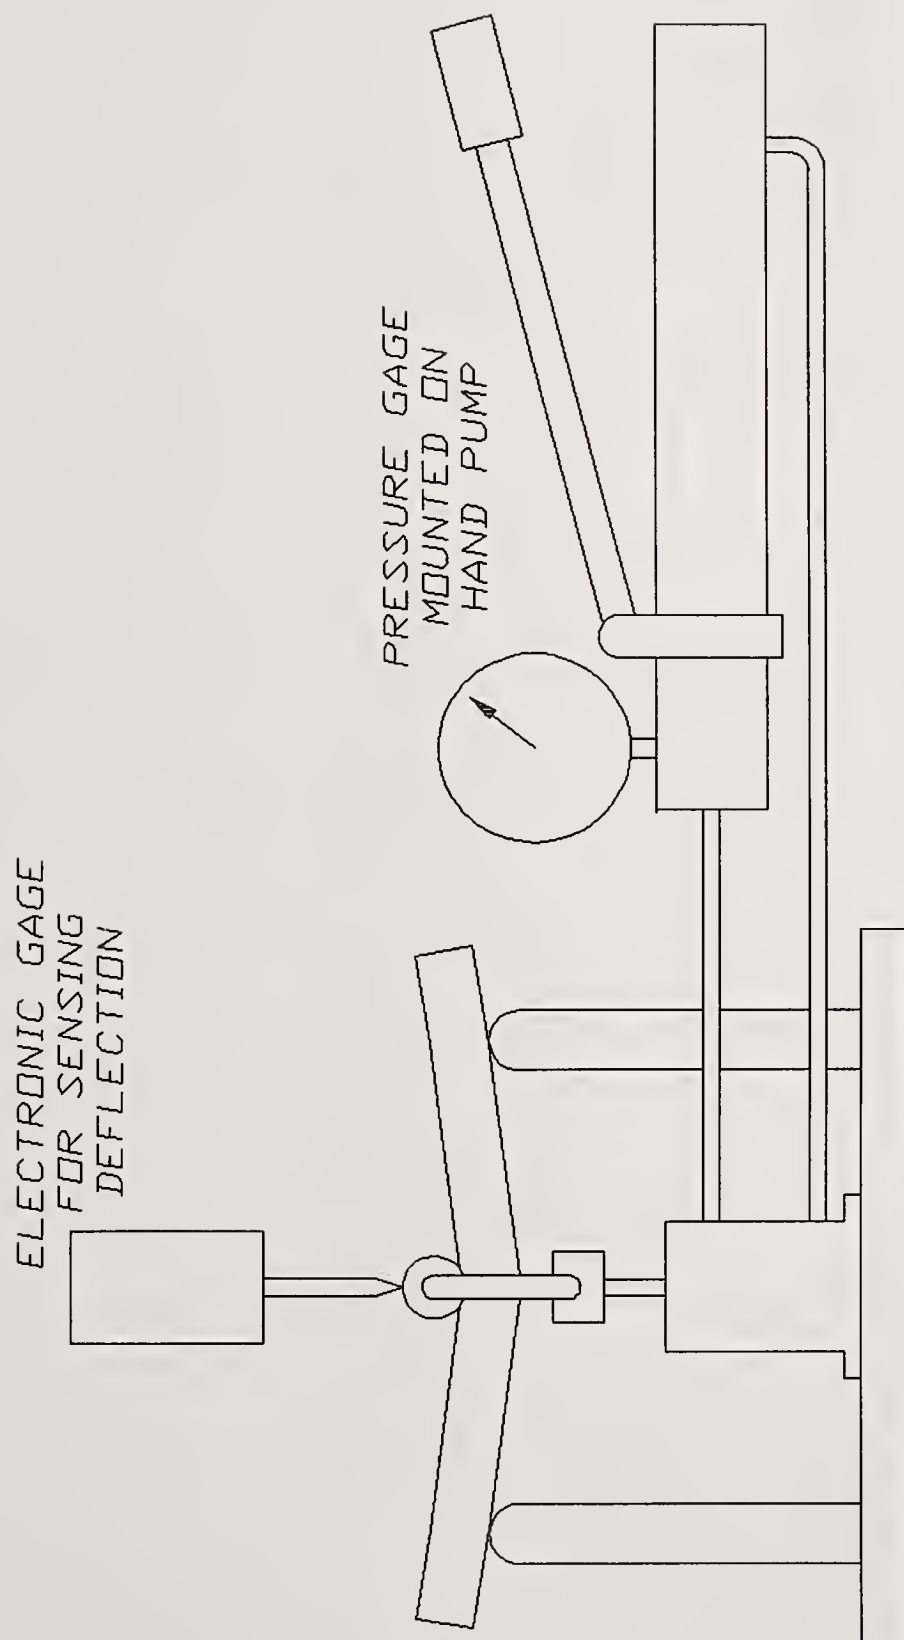 ELECTRONIC GAGE
FOR SENSING
DEFLECTION
PRESSURE GAGE
MOUNTED ON
HAND PUMP